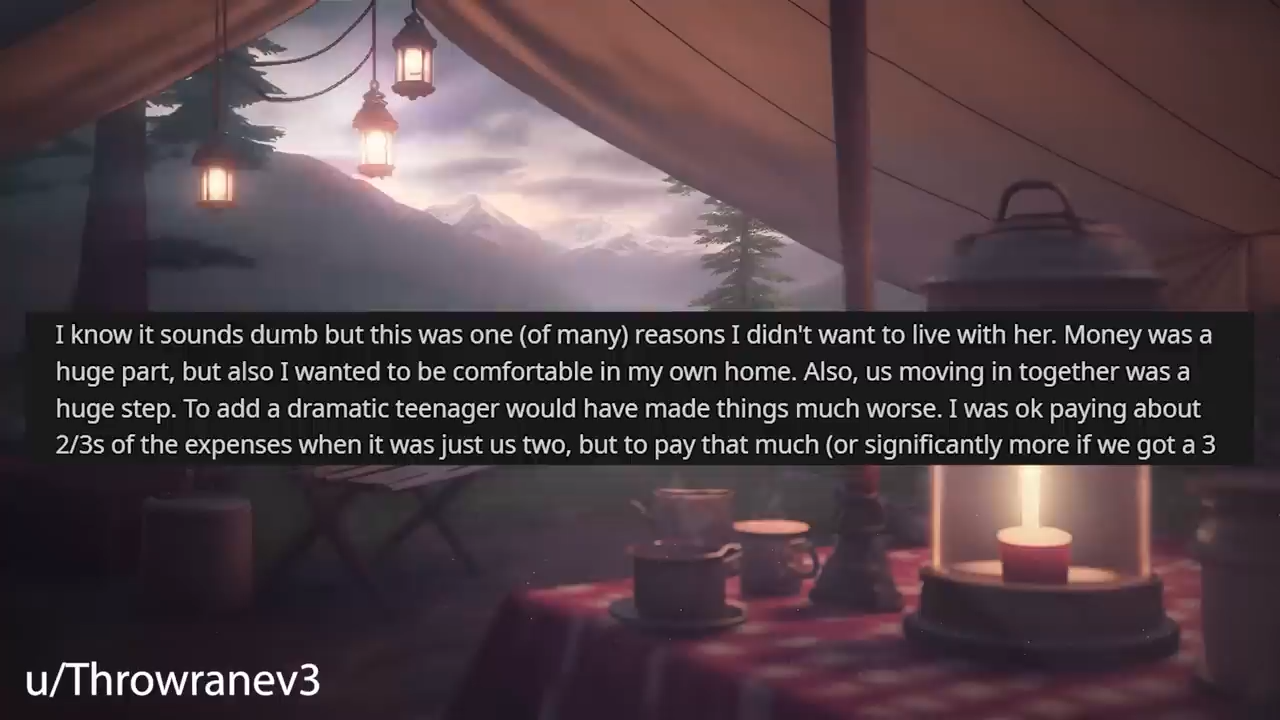 I know it sounds dumb but this was one (of many) reasons I didn't want to live with her. Money was a
huge part, but also I wanted to be comfortable in my own home. Also, us moving in together was a
huge step. To add a dramatic teenager would have made things much worse. I was ok paying about
2/3s of the expenses when it was just us two, but to pay that much (or significantly more if we got a 3
u/Throwranev3